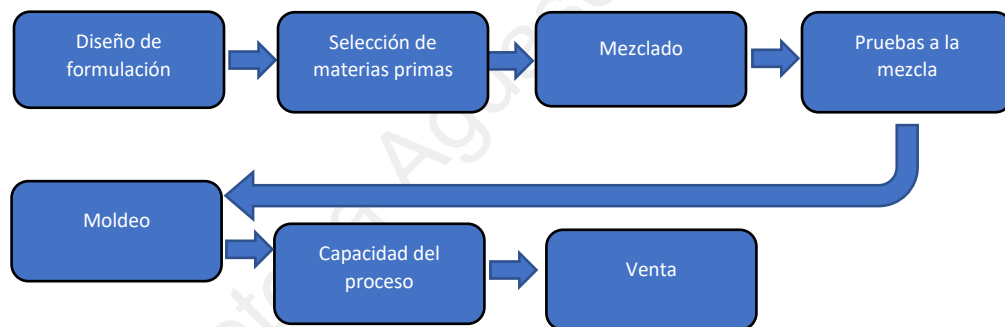 Diseño de
formulación
Selección de
materias primas
Mezclado
Pruebas a la
mezcla
Moldeo
Capacidad del
proceso
Venta